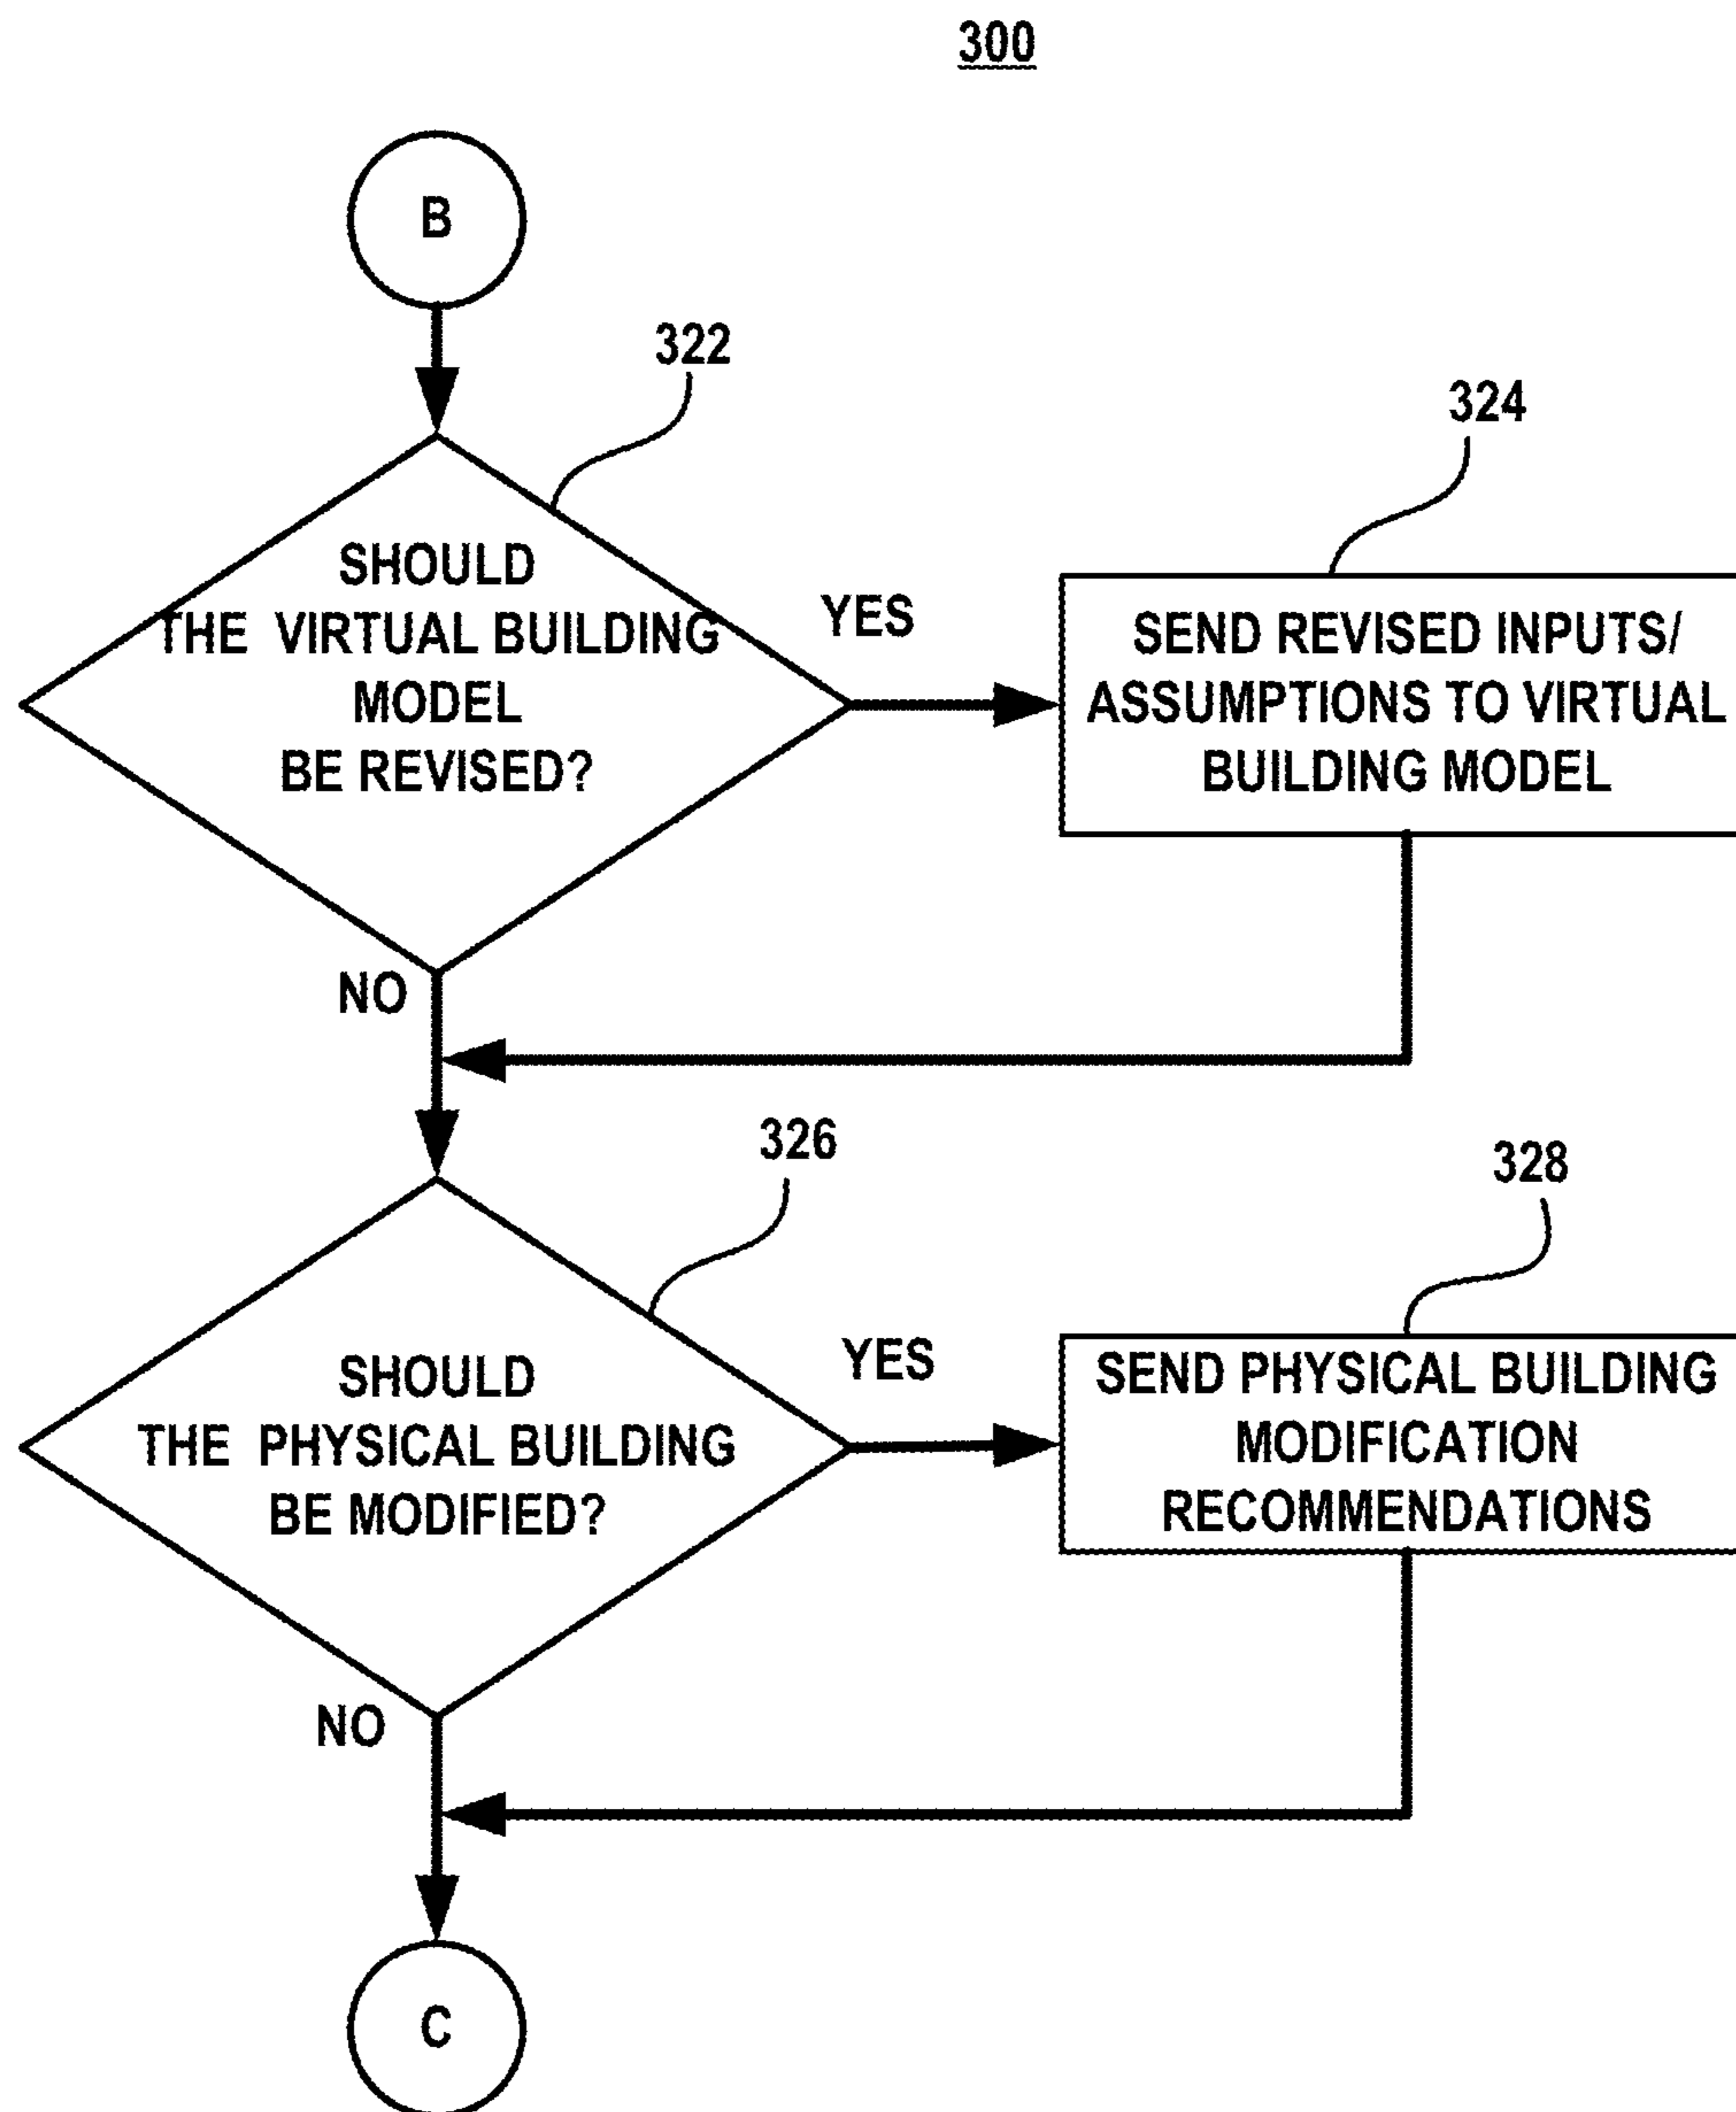 300
B
322
324
SHOULD
THE VIRTUAL BUILDING
MODEL
BE REVISED?
YES
SEND REVISED INPUTS/
ASSUMPTIONS TO VIRTUAL
BUILDING MODEL
NO
326
328
SHOULD
THE PHYSICAL BUILDING
BE MODIFIED?
YES
SEND PHYSICAL BUILDING
MODIFICATION
RECOMMENDATIONS
NO
C